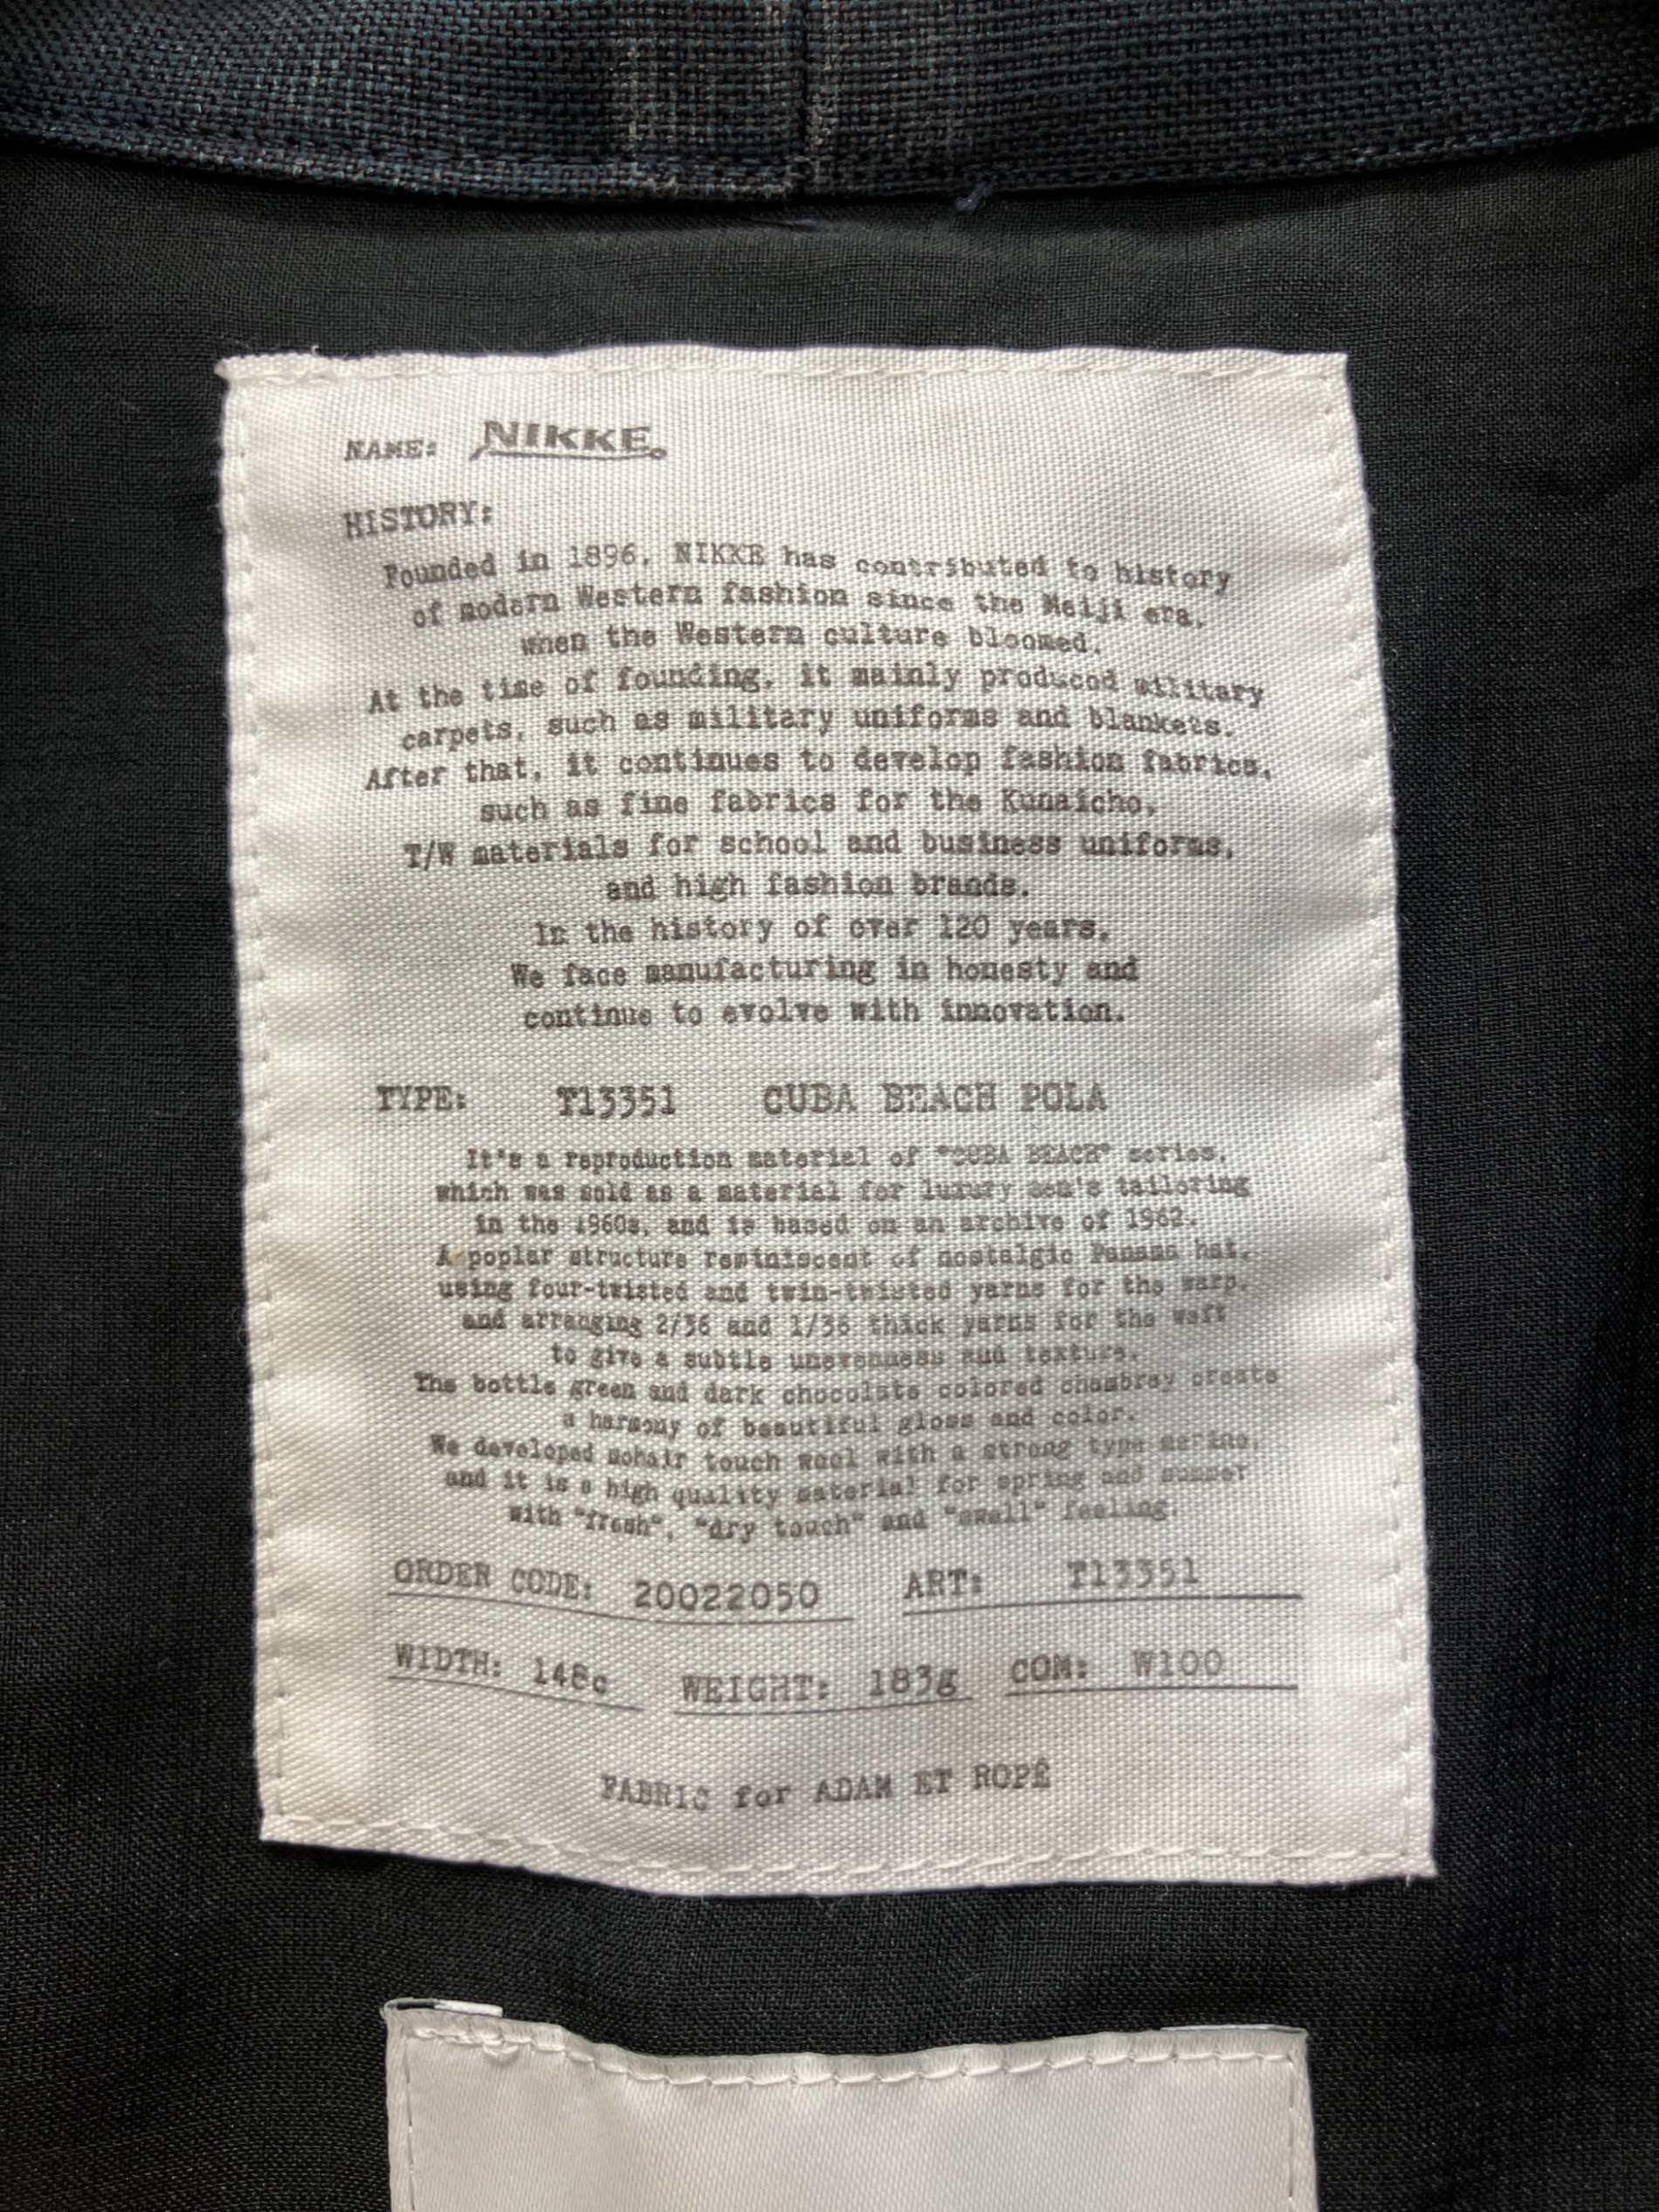 NAME: NIKKE.
HISTORY:
Founded in 1896, NIKKE has contributed to history
of modern Western fashion since the Meiji era,
when the Western culture bloomed.
At the time of founding, it mainly produced military
carpets, such as military uniforms and blankets.
After that, it continues to develop fashion fabrics,
such as fine fabrics for the Kunaicho,
T/W materials for school and business uniforms,
and high fashion brands.
In the history of over 120 years,
We face manufacturing in honesty and
continue to evolve with innovation.
TYPE: T13351 CUBA BEACH POLA
It's a reproduction material of "CUBA BEACH" series,
which was sold as a material for luxury men's tailoring
in the 1960s, and is based on an archive of 1962.
A poplar structure reminiscent of nostalgic Panama hat,
using four-twisted and twin-twisted yarns for the warp,
and arranging 2/36 and 1/36 thick yarns for the weft
to give a subtle unevenness and texture.
The bottle green and dark chocolate colored chambray create
a harmony of beautiful gloss and color.
We developed mohair touch wool with a strong type merino,
and it is a high quality material for spring and summer
with "fresh", "dry touch" and "swell" feeling.
ORDER CODE: 20022050 ART: T13351
WIDTH: 148c WEIGHT: 183g COM: W100
FABRIC for ADAM ET ROPÉ